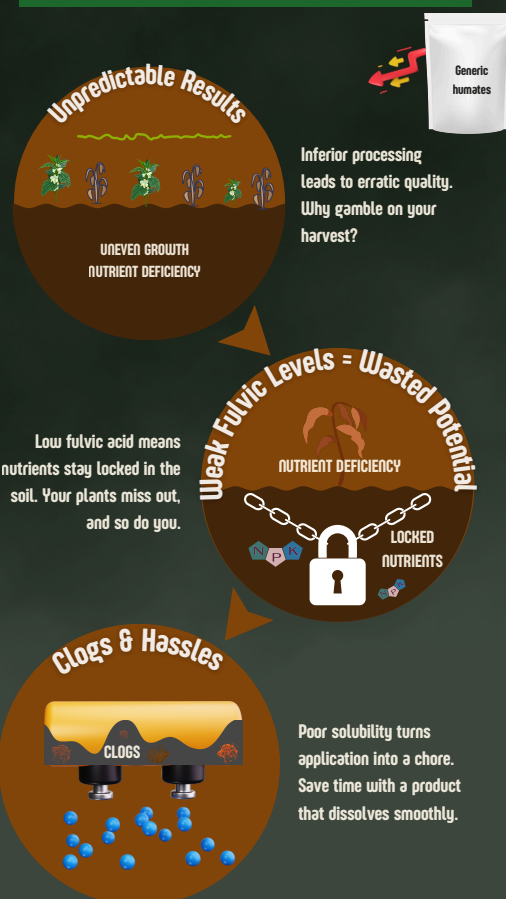 Generic
humates
Unpredictable Results
Inferior processing
leads to erratic quality.
Why gamble on your
harvest?
UNEVEN GROWTH
NUTRIENT DEFICIENCY
Weak Fulvic Levels = Wasted Potential
Low fulvic acid means
nutrients stay locked in the
soil. Your plants miss out,
and so do you.
NUTRIENT DEFICIENCY
LOCKED
NUTRIENTS
N P K
N P K
Clogs & Hassles
CLOGS
Poor solubility turns
application into a chore.
Save time with a product
that dissolves smoothly.